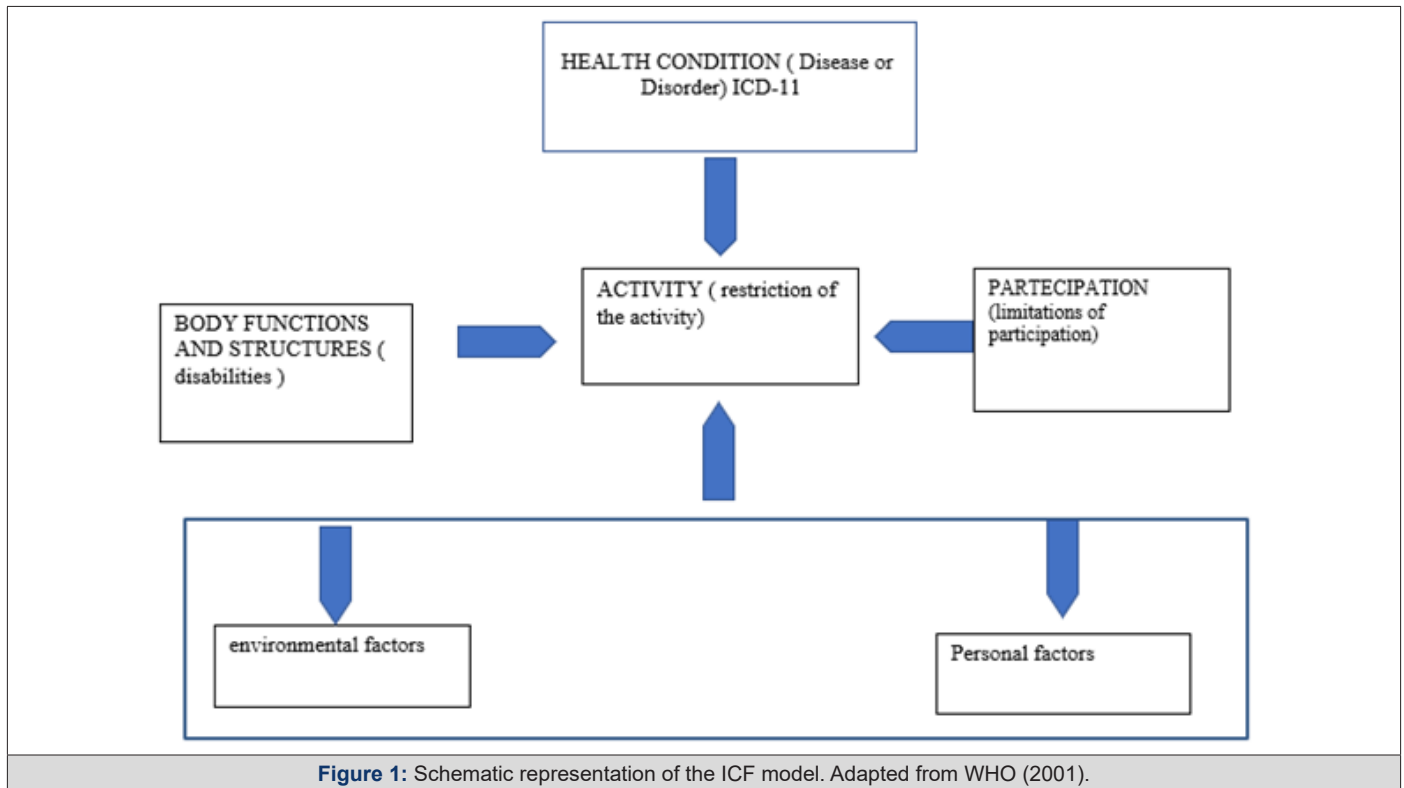 HEALTH CONDITION ( Disease or
Disorder) ICD-11
BODY FUNCTIONS
AND STRUCTURES (
disabilities )
ACTIVITY ( restriction of
the activity)
PARTECIPATION
(limitations of
participation)
environmental factors
Personal factors
Figure 1: Schematic representation of the ICF model. Adapted from WHO (2001).